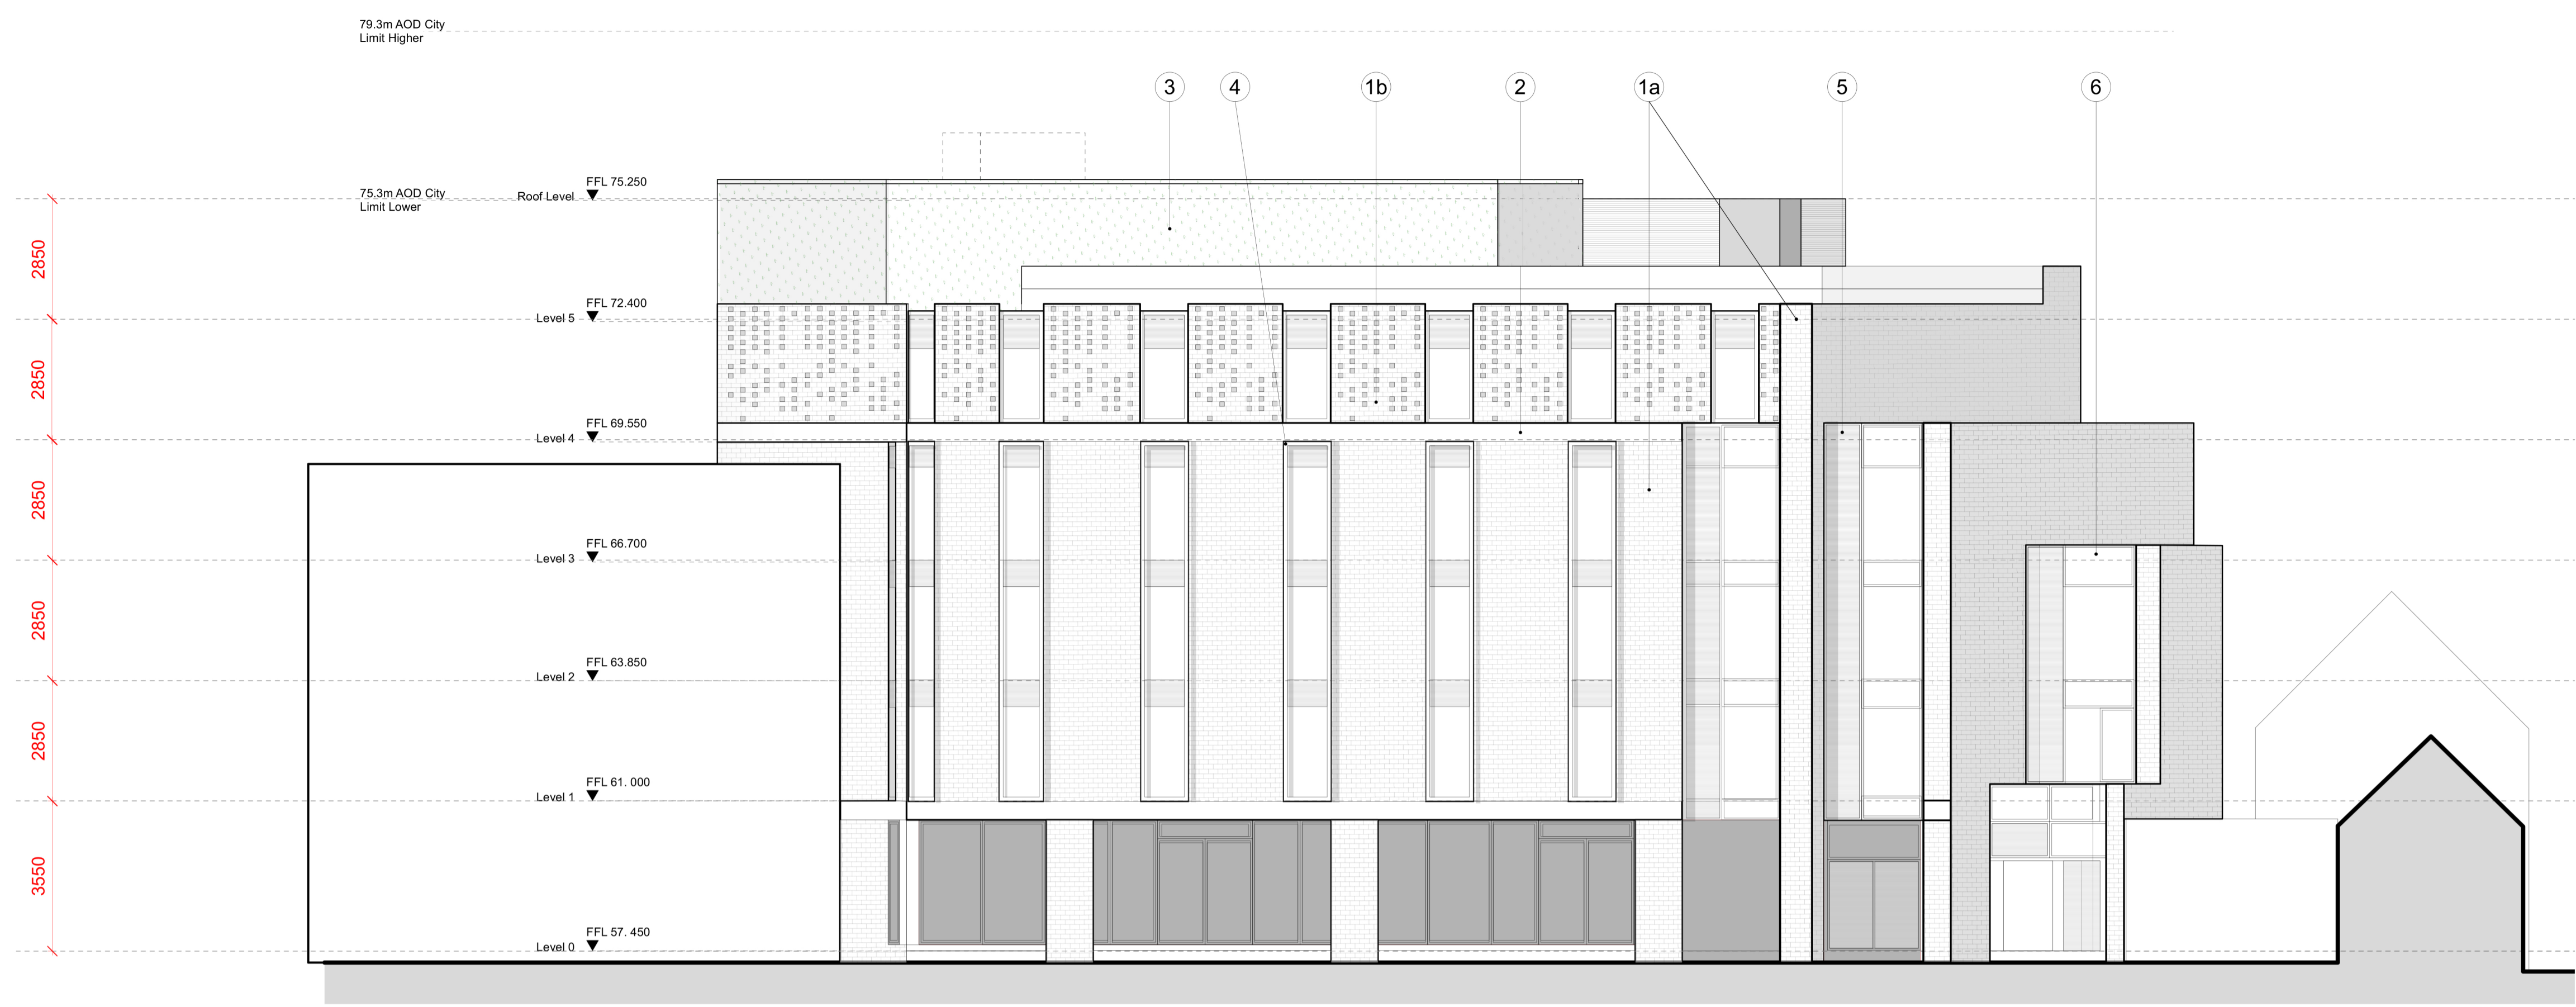 79.3m AOD City
Limit Higher
3
4
1b
2
1a
5
6
75.3m AOD City
Limit Lower
Roof Level
FFL 75.250
2850
Level 5
FFL 72.400
2850
Level 4
FFL 69.550
2850
Level 3
FFL 66.700
2850
Level 2
FFL 63.850
2850
Level 1
FFL 61. 000
3550
Level 0
FFL 57. 450